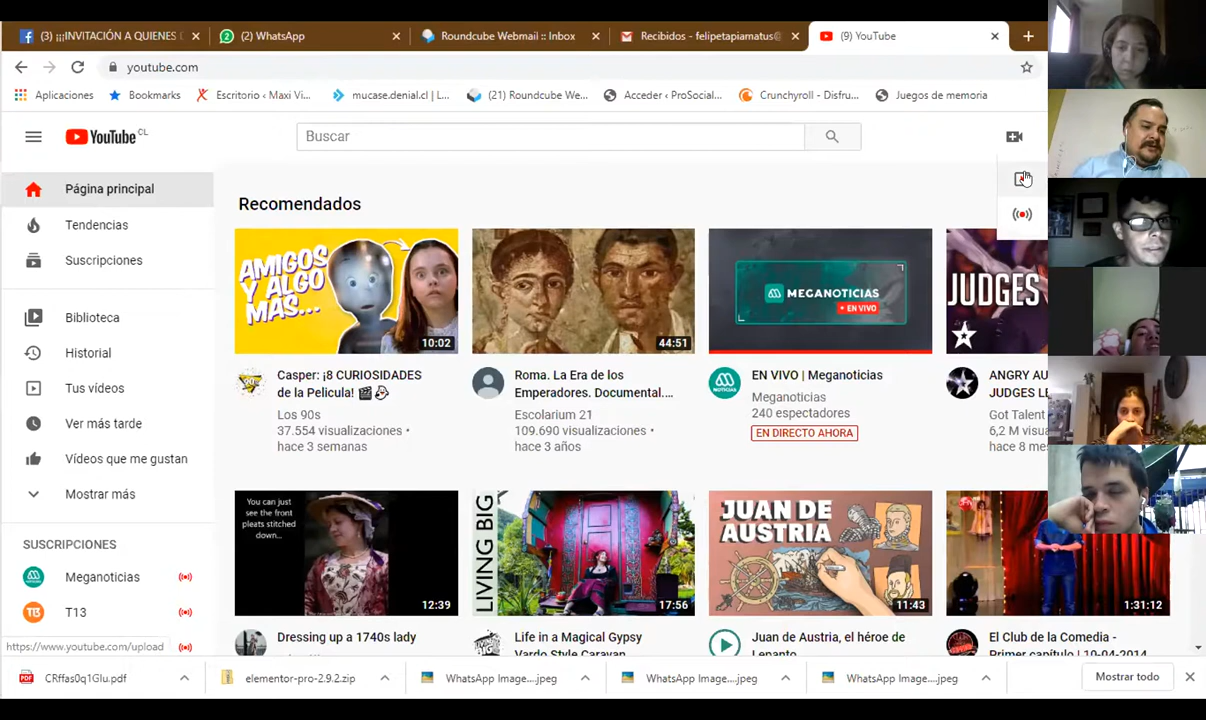 (3) ¡¡¡INVITACIÓN A QUIENES D
(2) WhatsApp
Roundcube Webmail :: Inbox
Recibidos - felipetapiamatus@
(9) YouTube
youtube.com
Aplicaciones
Bookmarks
Escritorio ‹ Maxi Vi...
mucase.denial.cl | L...
(21) Roundcube We...
Acceder ‹ ProSocial...
Crunchyroll - Disfru...
Juegos de memoria
YouTube CL
Buscar
Página principal
Tendencias
Suscripciones
Biblioteca
Historial
Tus vídeos
Ver más tarde
Vídeos que me gustan
Mostrar más
SUSCRIPCIONES
Meganoticias
T13
https://www.youtube.com/upload
Recomendados
AMIGOS
Y ALGO
MÁS...
10:02
Casper: ¡8 CURIOSIDADES
de la Pelicula!
Los 90s
37.554 visualizaciones •
hace 3 semanas
44:51
Roma. La Era de los
Emperadores. Documental....
Escolarium 21
109.690 visualizaciones •
hace 3 años
MEGANOTICIAS
• EN VIVO
EN VIVO | Meganoticias
Meganoticias
240 espectadores
EN DIRECTO AHORA
JUDGES
ANGRY AU
JUDGES LE
Got Talent
6,2 M visua
hace 8 mes
You can just
see the front
pleats stitched
down...
12:39
Dressing up a 1740s lady
LIVING BIG
17:56
Life in a Magical Gypsy
Vardo Style Caravan
JUAN DE
AUSTRIA
11:43
Juan de Austria, el héroe de
Lepanto
1:31:12
El Club de la Comedia -
Primer capítulo | 10-04-2014
CRffas0q1Glu.pdf
elementor-pro-2.9.2.zip
WhatsApp Image....jpeg
WhatsApp Image....jpeg
WhatsApp Image....jpeg
Mostrar todo